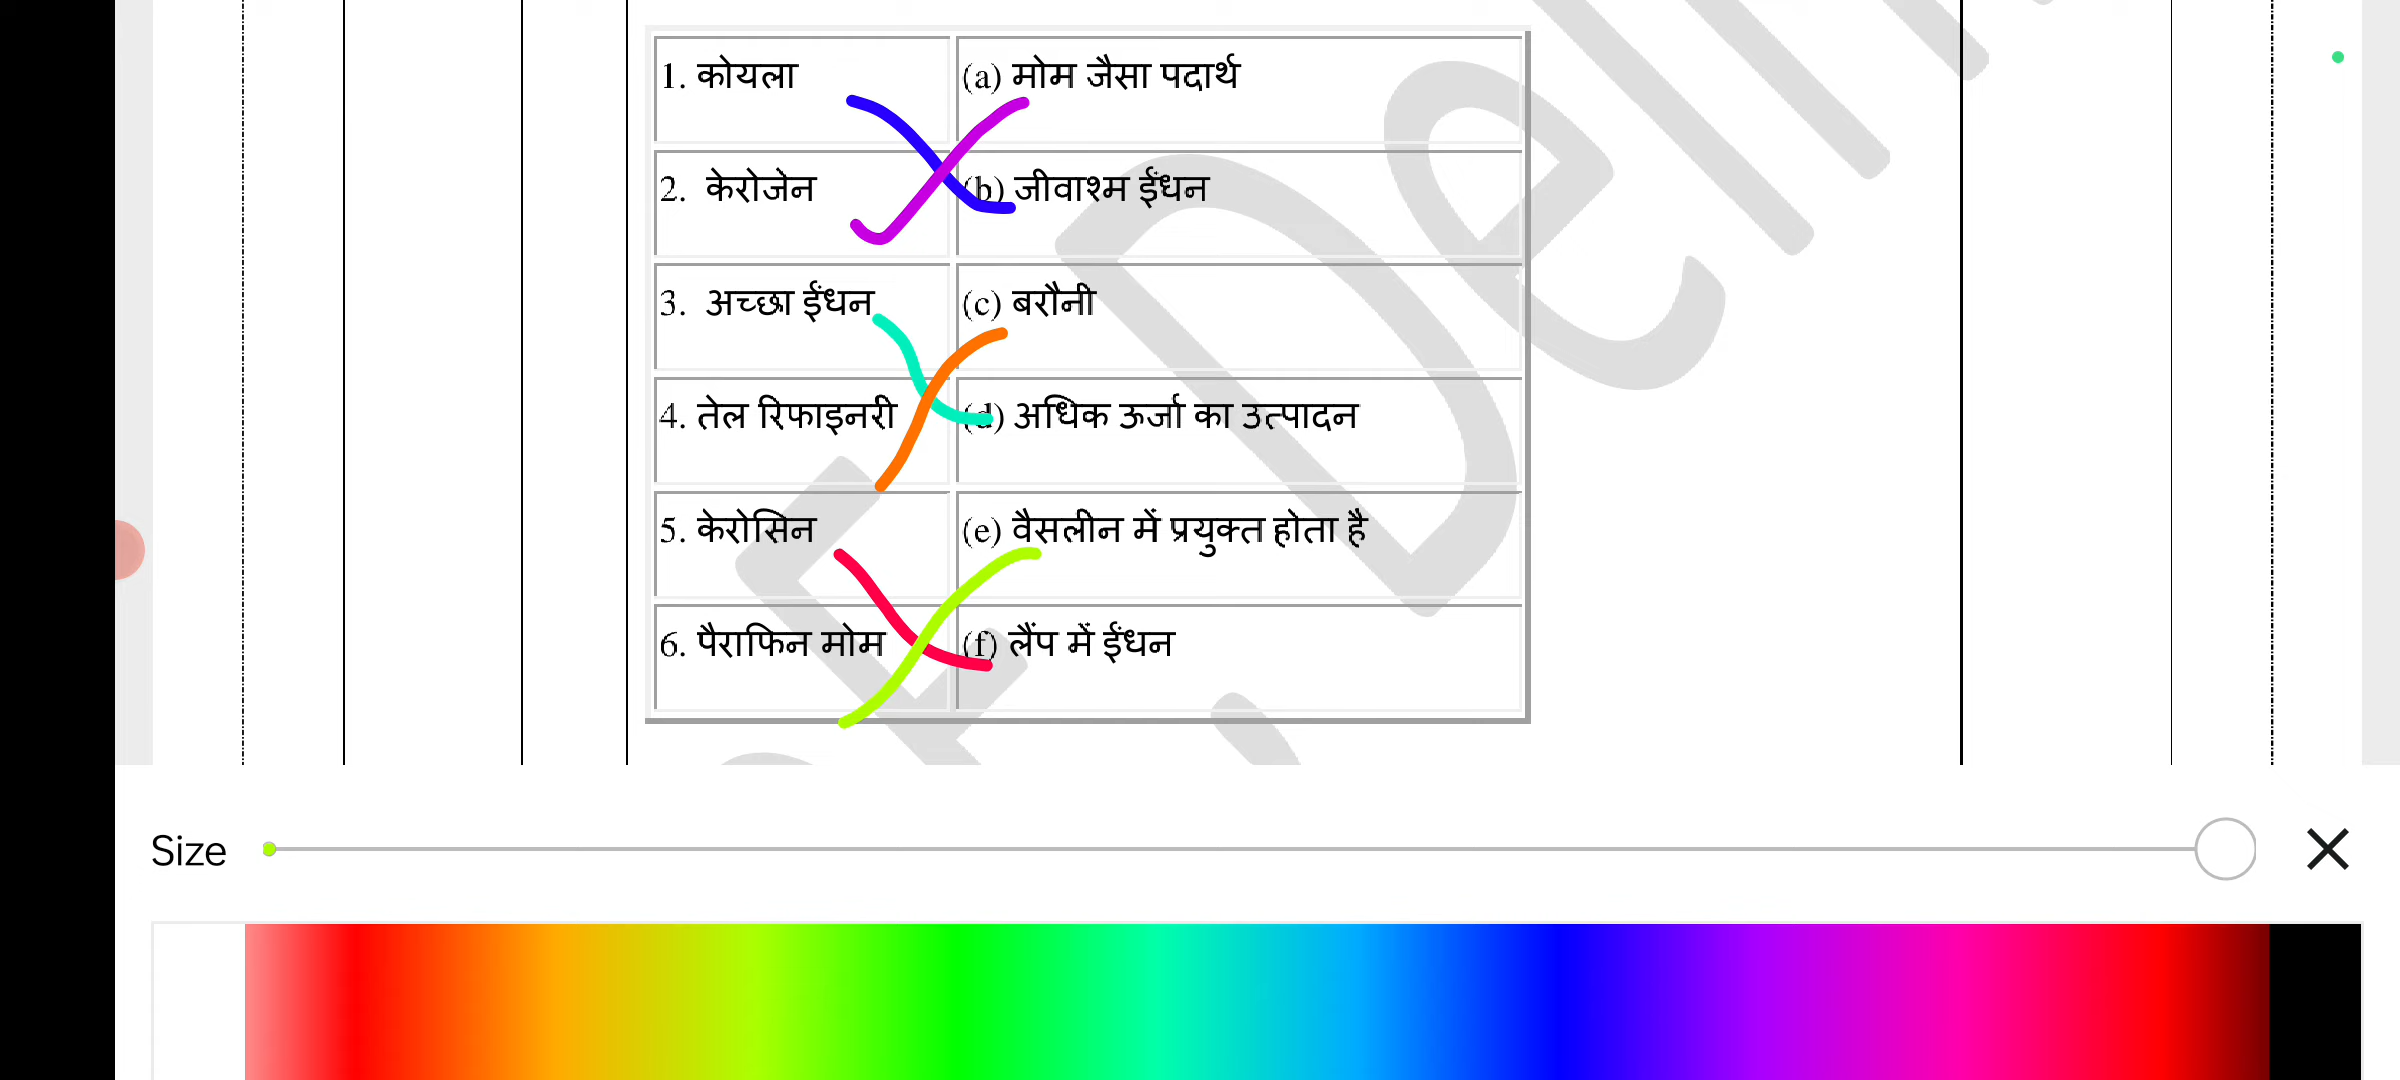 1. कोयला (a) मोम जैसा पदार्थ
2. केरोजेन (b) जीवाश्म ईंधन
3. अच्छा ईंधन (c) बरौनी
4. तेल रिफाइनरी (d) अधिक ऊर्जा का उत्पादन
5. केरोसिन (e) वैसलीन में प्रयुक्त होता है
6. पैराफिन मोम (f) लैंप में ईंधन
Size